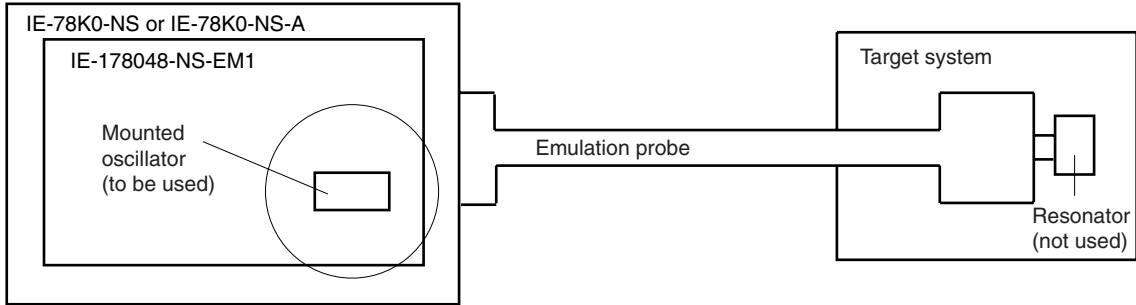 IE-78K0-NS or IE-78K0-NS-A
IE-178048-NS-EM1
Mounted
oscillator
(to be used)
Emulation probe
Target system
Resonator
(not used)